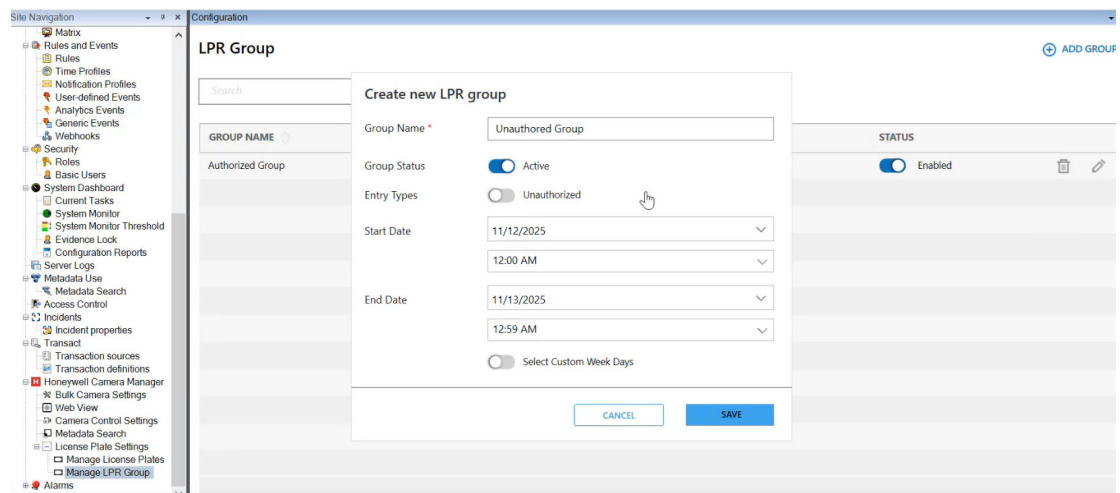 Site Navigation
Matrix
Rules and Events
Rules
Time Profiles
Notification Profiles
User-defined Events
Analytics Events
Generic Events
Webhooks
Security
Roles
Basic Users
System Dashboard
Current Tasks
System Monitor
System Monitor Threshold
Evidence Lock
Configuration Reports
Server Logs
Metadata Use
Metadata Search
Access Control
Incidents
Incident properties
Transact
Transaction sources
Transaction definitions
Honeywell Camera Manager
Bulk Camera Settings
Web View
Camera Control Settings
Metadata Search
License Plate Settings
Manage License Plates
Manage LPR Group
Alarms
Configuration
LPR Group
ADD GROUP
Search
GROUP NAME
STATUS
Authorized Group
Enabled
Create new LPR group
Group Name *
Unauthored Group
Group Status
Active
Entry Types
Unauthorized
Start Date
11/12/2025
12:00 AM
End Date
11/13/2025
12:59 AM
Select Custom Week Days
CANCEL
SAVE